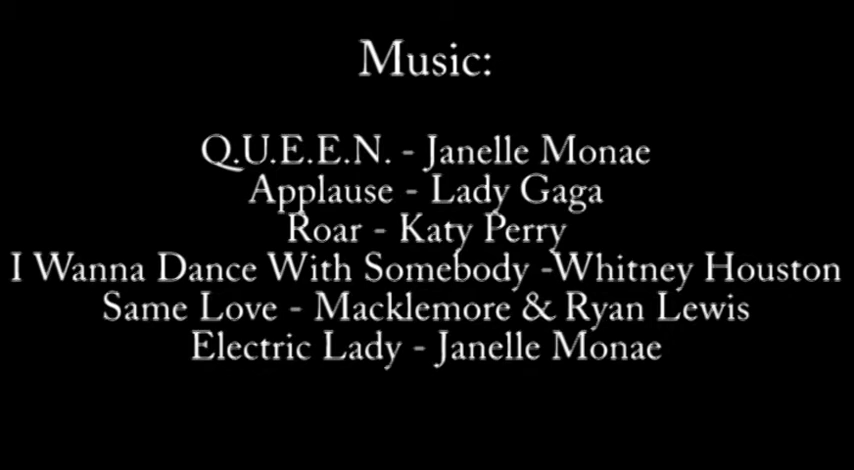 Music:
Q.U.E.E.N. - Janelle Monae
Applause - Lady Gaga
Roar - Katy Perry
I Wanna Dance With Somebody -Whitney Houston
Same Love - Macklemore & Ryan Lewis
Electric Lady - Janelle Monae